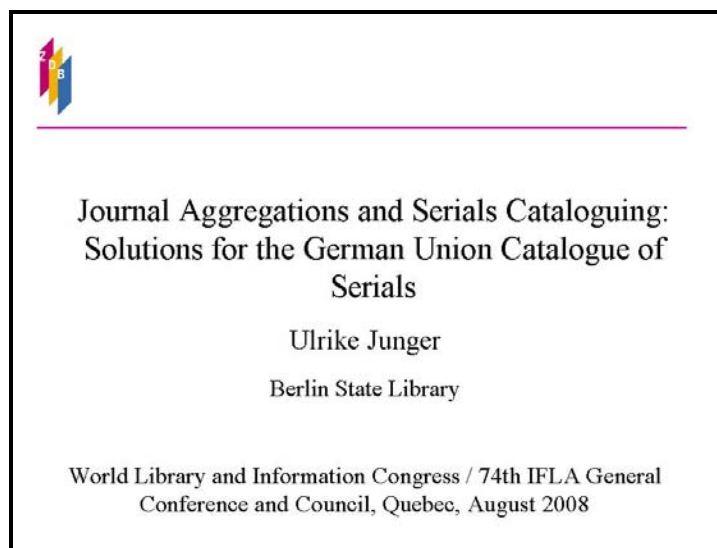 ZDB
Journal Aggregations and Serials Cataloguing:
Solutions for the German Union Catalogue of
Serials
Ulrike Junger
Berlin State Library
World Library and Information Congress / 74th IFLA General
Conference and Council, Quebec, August 2008